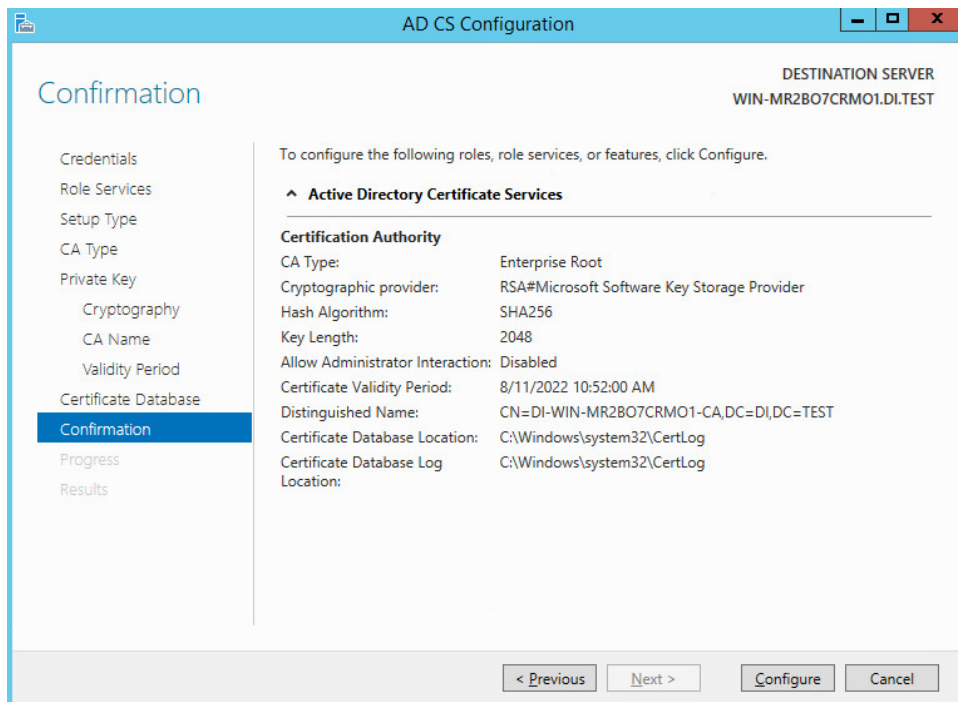 AD CS Configuration
Confirmation
DESTINATION SERVER
WIN-MR2BO7CRMO1.DI.TEST
Credentials
Role Services
Setup Type
CA Type
Private Key
Cryptography
CA Name
Validity Period
Certificate Database
Confirmation
Progress
Results
To configure the following roles, role services, or features, click Configure.
Active Directory Certificate Services
Certification Authority
CA Type: Enterprise Root
Cryptographic provider: RSA#Microsoft Software Key Storage Provider
Hash Algorithm: SHA256
Key Length: 2048
Allow Administrator Interaction: Disabled
Certificate Validity Period: 8/11/2022 10:52:00 AM
Distinguished Name: CN=DI-WIN-MR2BO7CRMO1-CA,DC=DI,DC=TEST
Certificate Database Location: C:\Windows\system32\CertLog
Certificate Database Log C:\Windows\system32\CertLog
Location:
< Previous Next > Configure Cancel